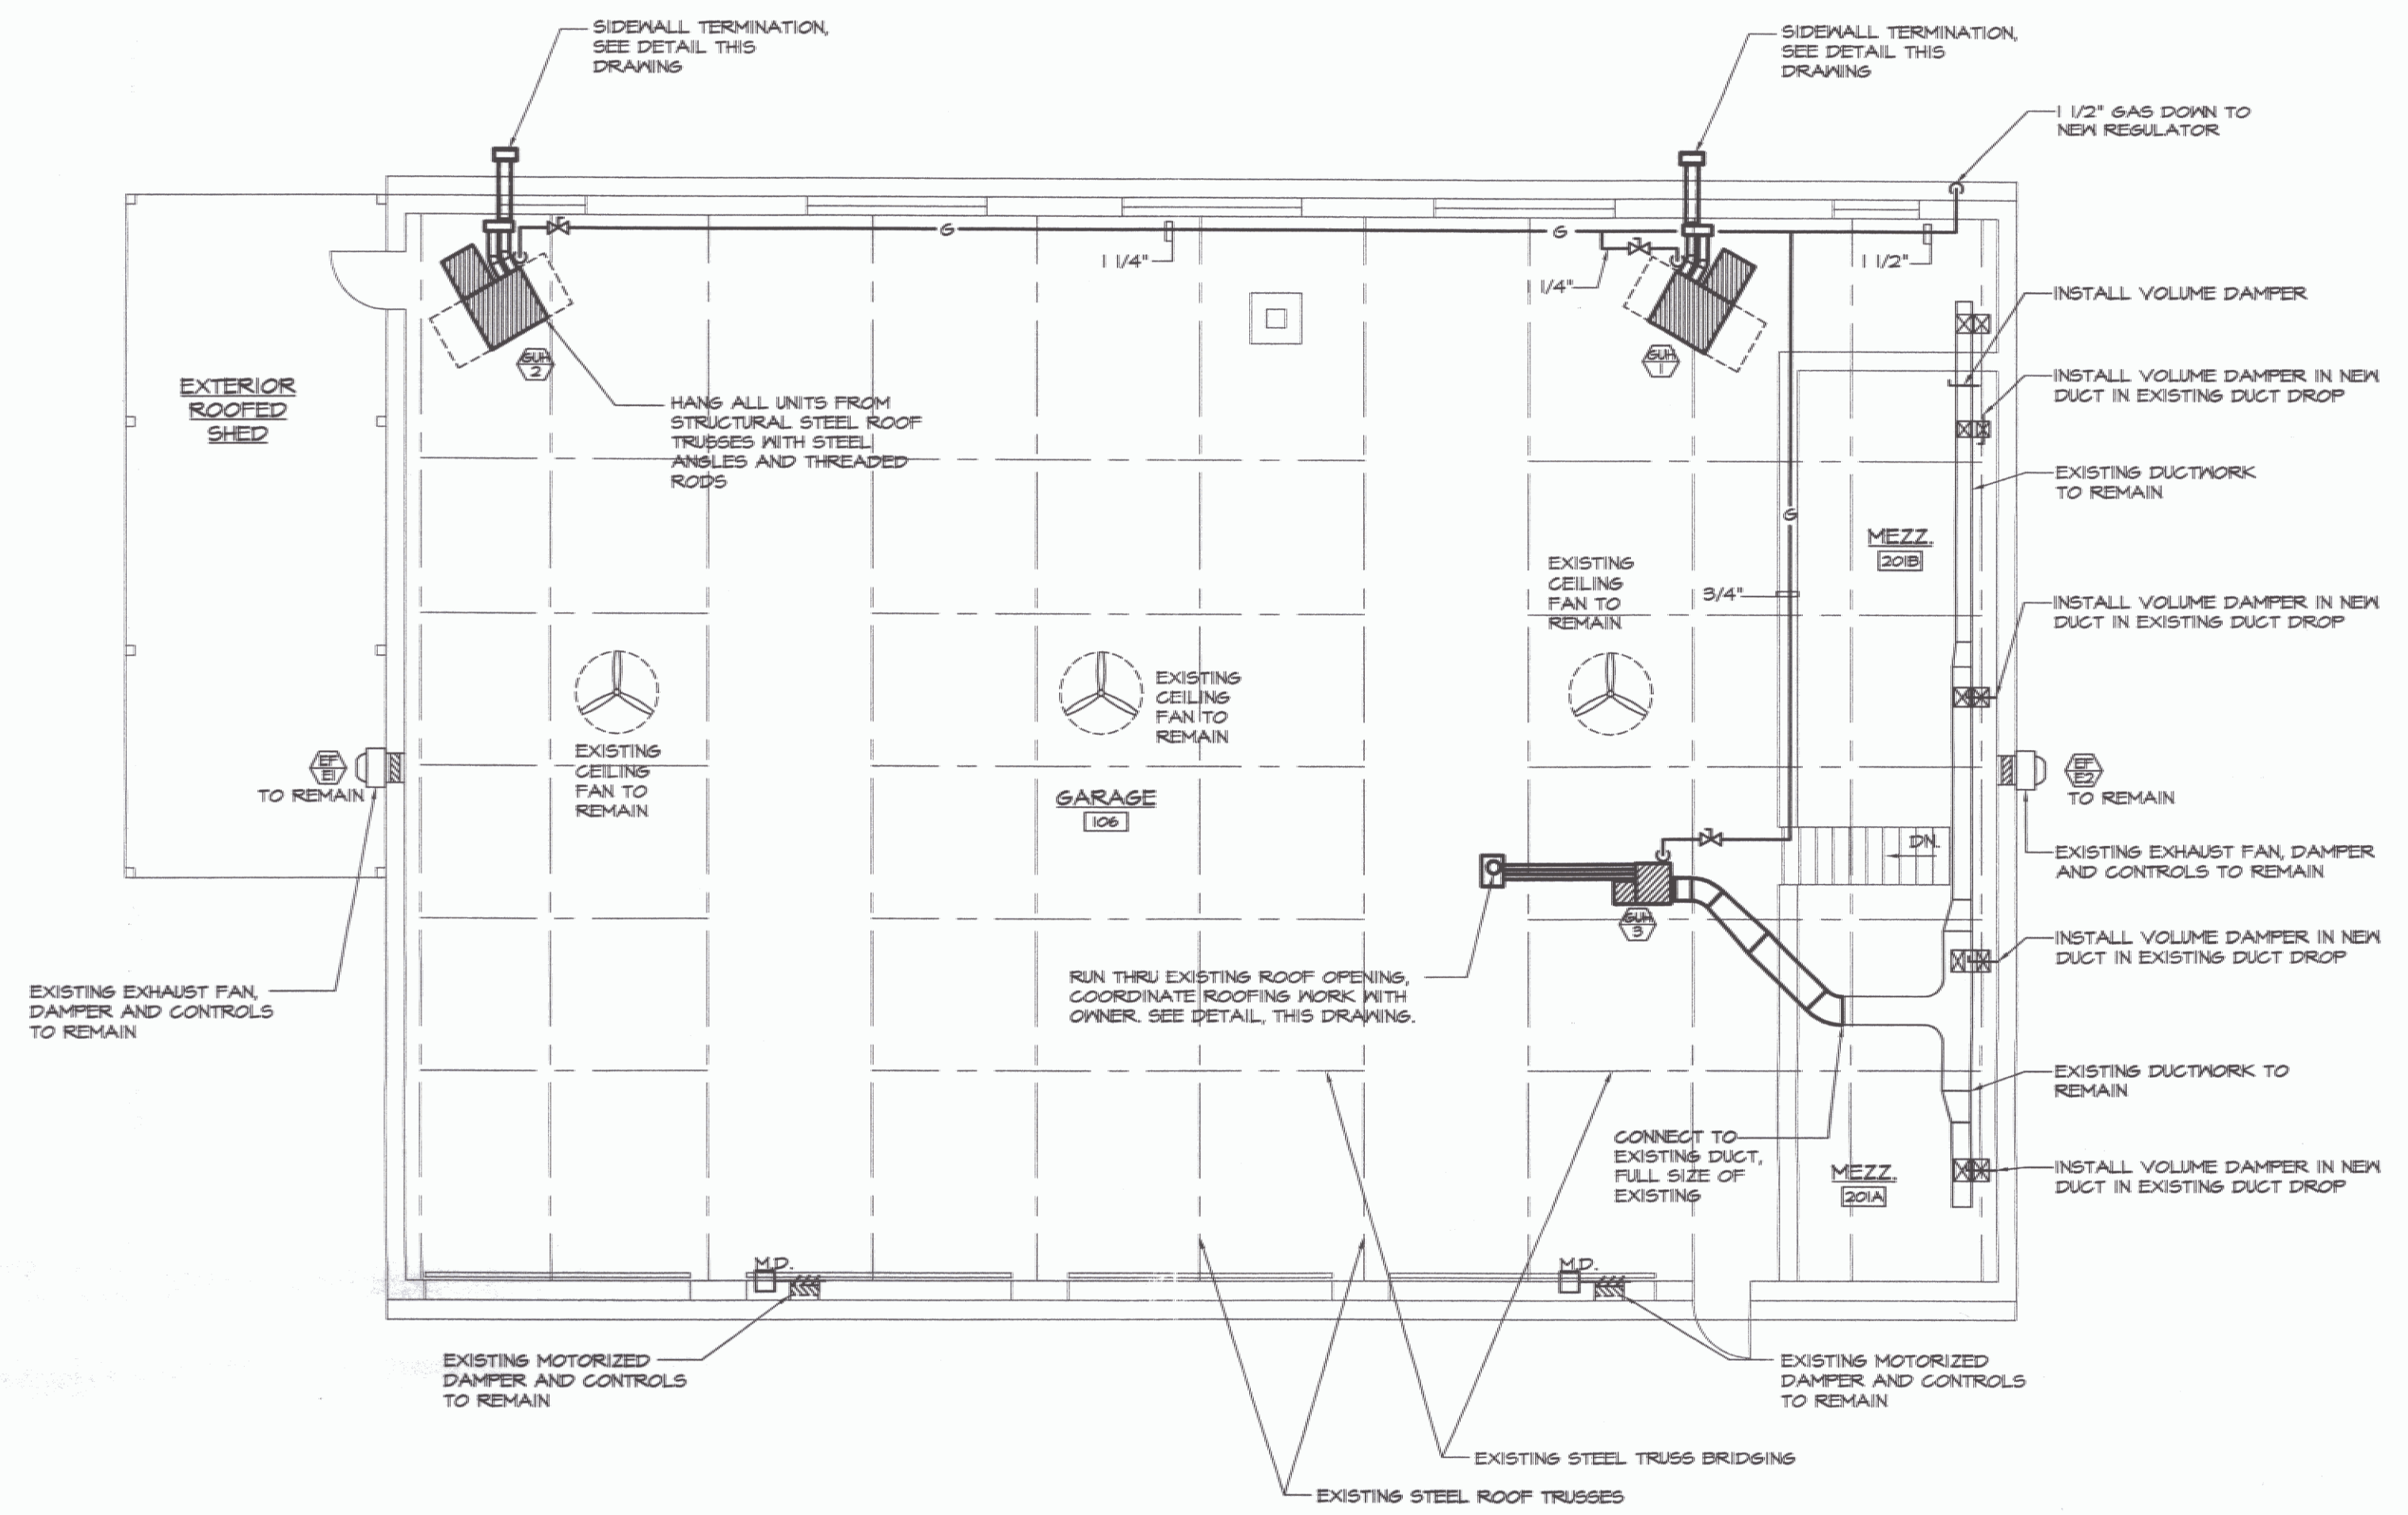 SIDEWALL TERMINATION,
SEE DETAIL THIS
DRAWING
SIDEWALL TERMINATION,
SEE DETAIL THIS
DRAWING
1 1/2" GAS DOWN TO
NEW REGULATOR
G
G
1 1/4"
1 1/4"
1 1/2"
INSTALL VOLUME DAMPER
GUH
2
GUH
1
INSTALL VOLUME DAMPER IN NEW
DUCT IN EXISTING DUCT DROP
EXTERIOR
ROOFED
SHED
HANG ALL UNITS FROM
STRUCTURAL STEEL ROOF
TRUSSES WITH STEEL
ANGLES AND THREADED
RODS
EXISTING DUCTWORK
TO REMAIN
G
MEZZ.
201B
EXISTING
CEILING
FAN TO
REMAIN
3/4"
INSTALL VOLUME DAMPER IN NEW
DUCT IN EXISTING DUCT DROP
EXISTING
CEILING
FAN TO
REMAIN
EXISTING
CEILING
FAN TO
REMAIN
EF
E1
TO REMAIN
EF
E2
TO REMAIN
GARAGE
106
DN.
EXISTING EXHAUST FAN, DAMPER
AND CONTROLS TO REMAIN
GUH
3
INSTALL VOLUME DAMPER IN NEW
DUCT IN EXISTING DUCT DROP
RUN THRU EXISTING ROOF OPENING,
COORDINATE ROOFING WORK WITH
OWNER. SEE DETAIL, THIS DRAWING.
EXISTING EXHAUST FAN,
DAMPER AND CONTROLS
TO REMAIN
EXISTING DUCTWORK TO
REMAIN
CONNECT TO
EXISTING DUCT,
FULL SIZE OF
EXISTING
MEZZ.
201A
INSTALL VOLUME DAMPER IN NEW
DUCT IN EXISTING DUCT DROP
M.D.
M.D.
EXISTING MOTORIZED
DAMPER AND CONTROLS
TO REMAIN
EXISTING MOTORIZED
DAMPER AND CONTROLS
TO REMAIN
EXISTING STEEL TRUSS BRIDGING
EXISTING STEEL ROOF TRUSSES